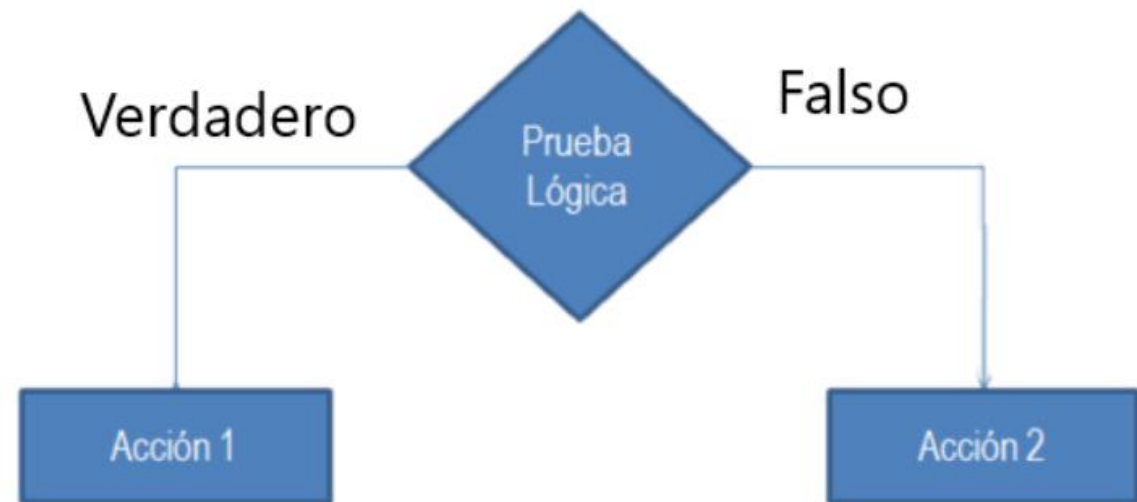 Verdadero
Falso
Prueba
Lógica
Acción 1
Acción 2